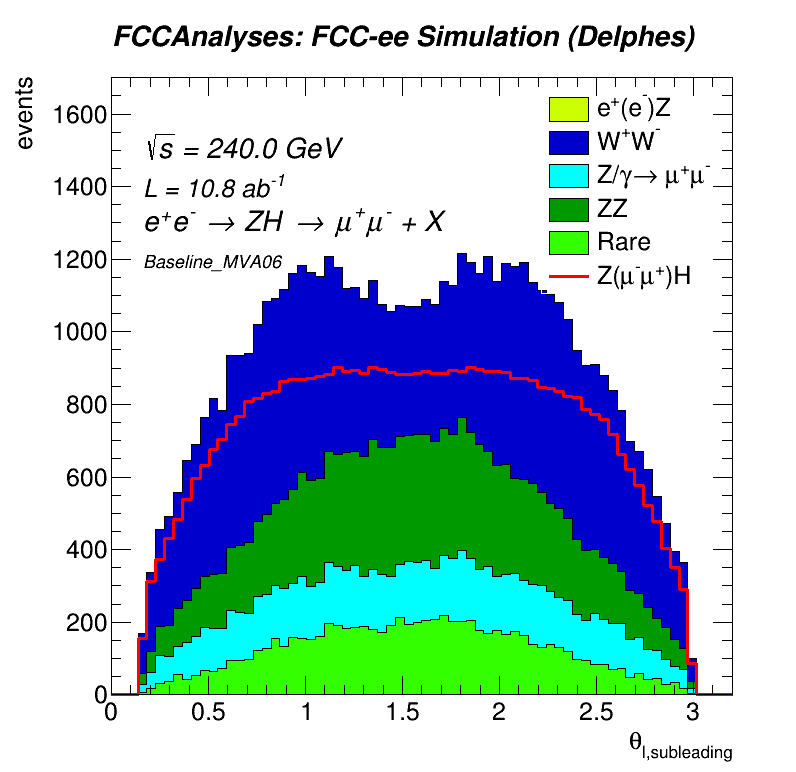 FCCAnalyses: FCC-ee Simulation (Delphes)
events
1600
1400
1200
1000
800
600
400
200
0
√s = 240.0 GeV
L = 10.8 ab⁻¹
e⁺e⁻ → ZH → μ⁺μ⁻ + X
Baseline_MVA06
e⁺(e⁻)Z
W⁺W⁻
Z/γ→ μ⁺μ⁻
ZZ
Rare
Z(μ⁻μ⁺)H
0 0.5 1 1.5 2 2.5 3
θl,subleading